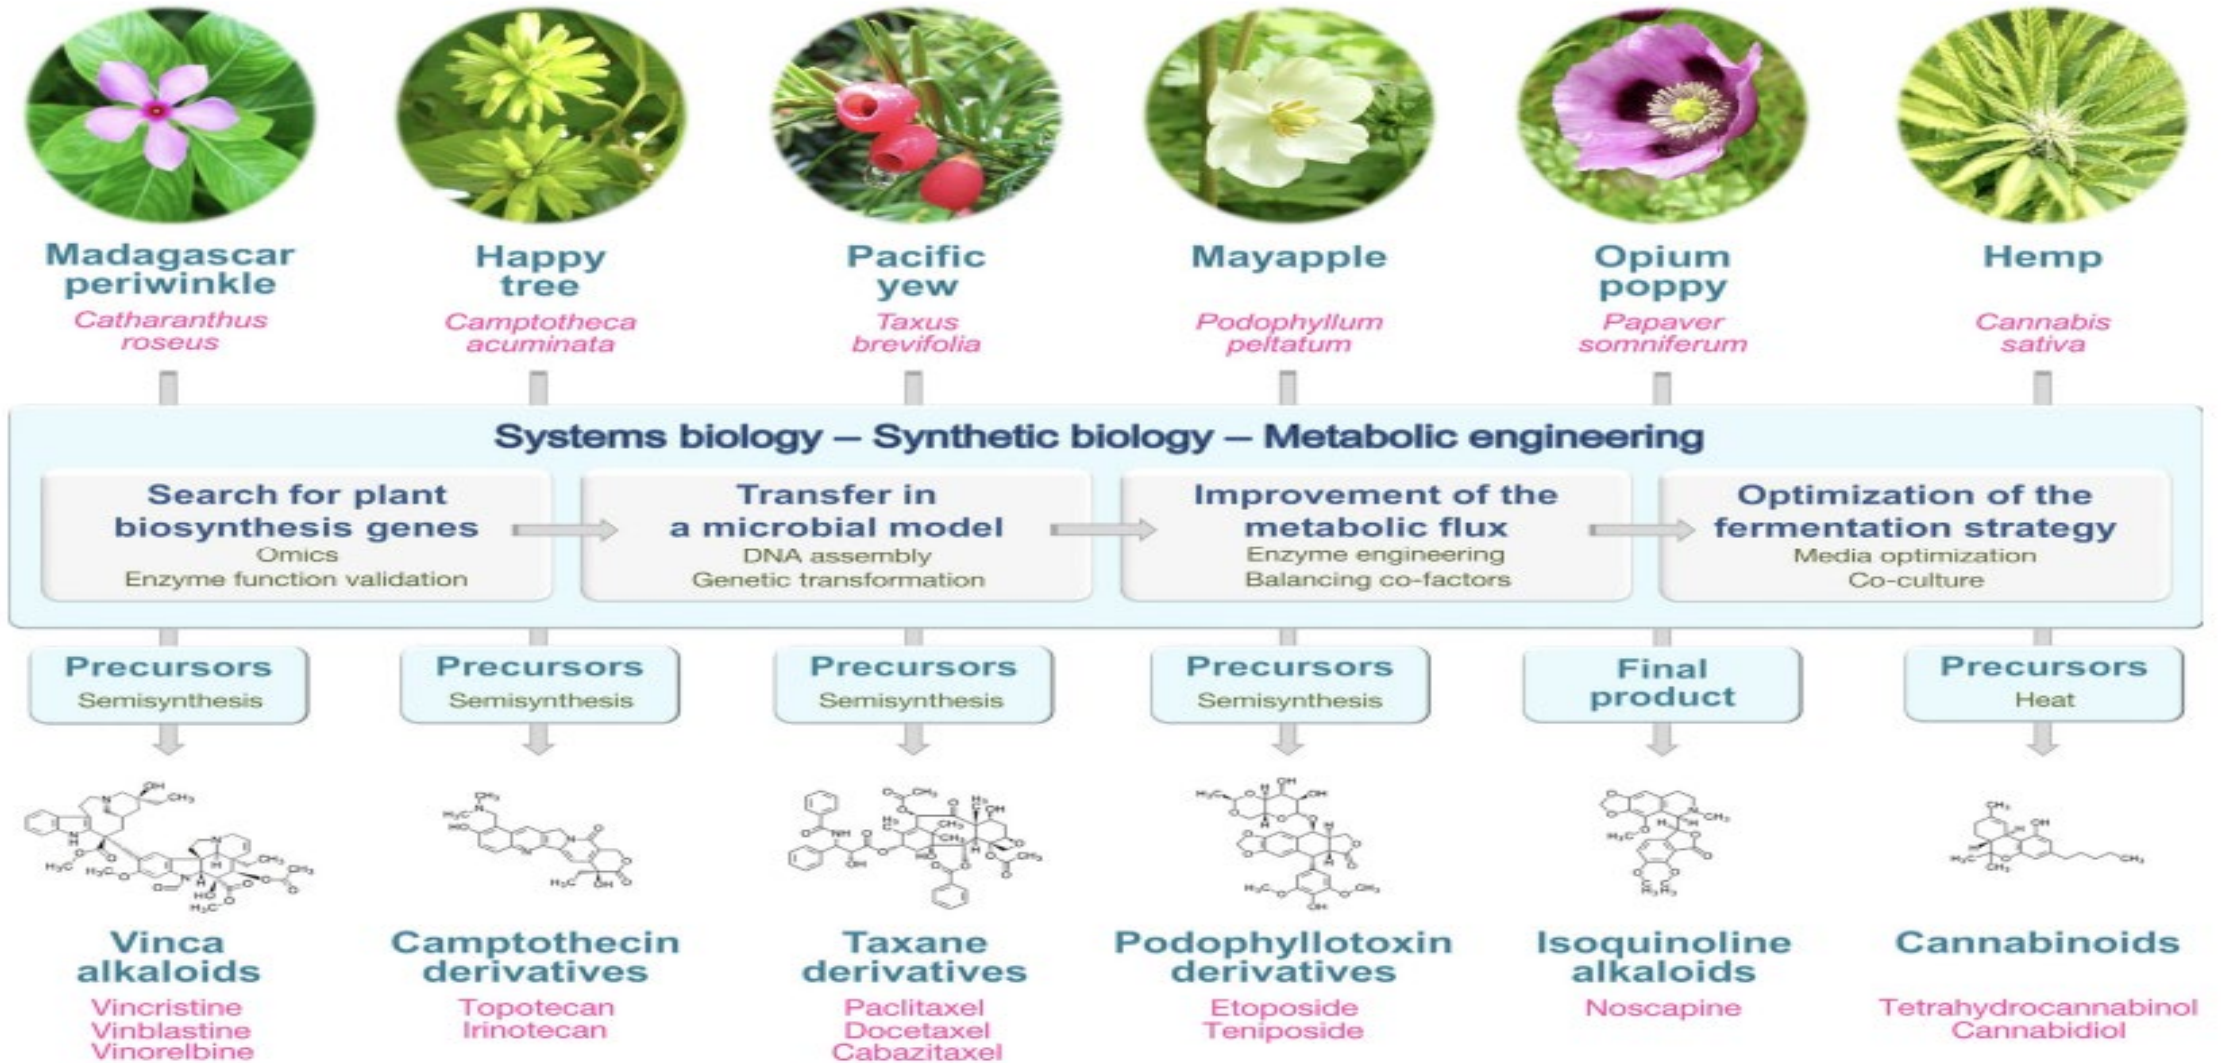 Madagascar
periwinkle
Catharanthus
roseus
Happy
tree
Camptotheca
acuminata
Pacific
yew
Taxus
brevifolia
Mayapple
Podophyllum
peltatum
Opium
poppy
Papaver
somniferum
Hemp
Cannabis
sativa
Systems biology – Synthetic biology – Metabolic engineering
Search for plant
biosynthesis genes
Omics
Enzyme function validation
Transfer in
a microbial model
DNA assembly
Genetic transformation
Improvement of the
metabolic flux
Enzyme engineering
Balancing co-factors
Optimization of the
fermentation strategy
Media optimization
Co-culture
Precursors
Semisynthesis
Precursors
Semisynthesis
Precursors
Semisynthesis
Precursors
Semisynthesis
Final
product
Precursors
Heat
Vinca
alkaloids
Vincristine
Vinblastine
Vinorelbine
Camptothecin
derivatives
Topotecan
Irinotecan
Taxane
derivatives
Paclitaxel
Docetaxel
Cabazitaxel
Podophyllotoxin
derivatives
Etoposide
Teniposide
Isoquinoline
alkaloids
Noscapine
Cannabinoids
Tetrahydrocannabinol
Cannabidiol